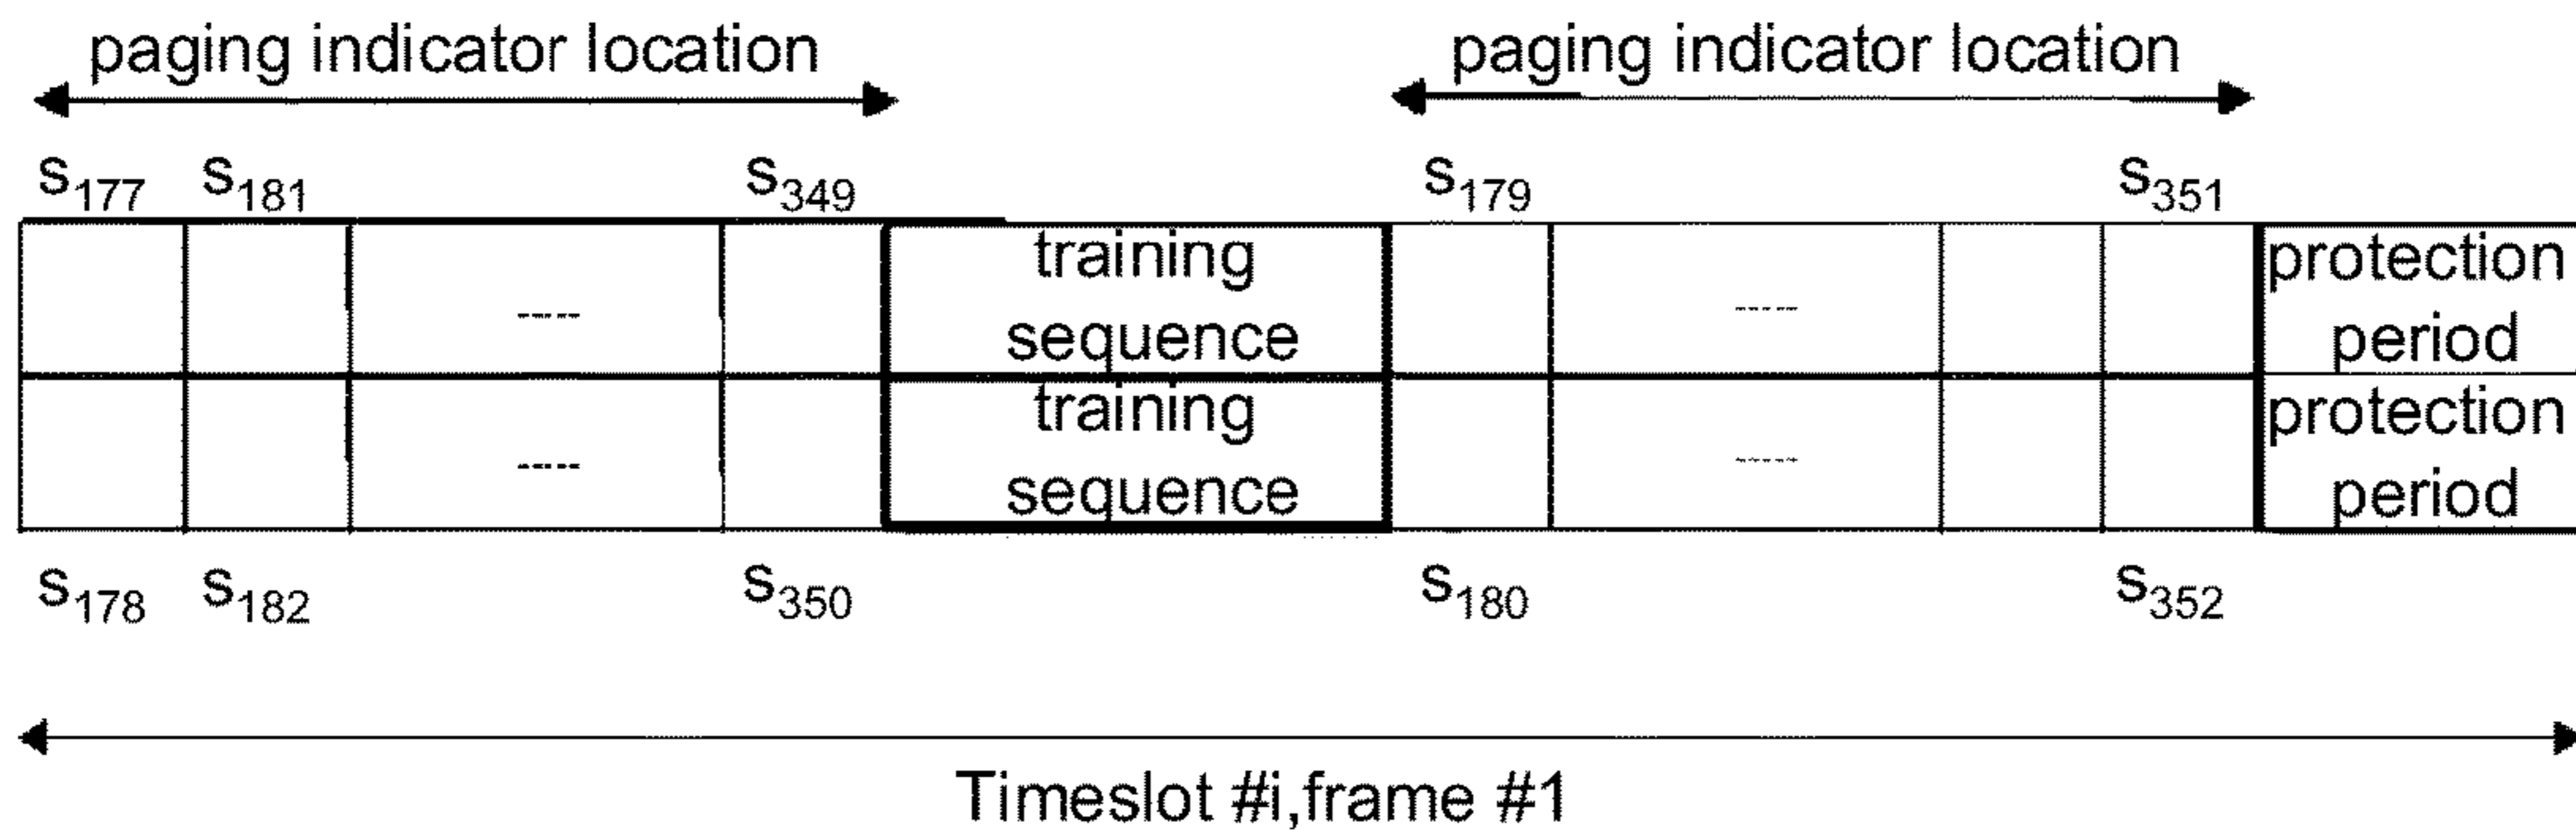 paging indicator location paging indicator location
s177 s181 s349 s179 s351
training protection
sequence ----- ----- period
training protection
sequence ----- ----- period
s178 s182 s350 s180 s352
Timeslot #i,frame #1